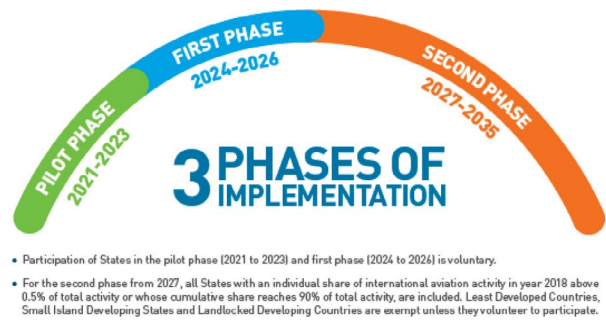 PILOT PHASE
2021-2023
FIRST PHASE
2024-2026
SECOND PHASE
2027-2035
3 PHASES OF
IMPLEMENTATION
• Participation of States in the pilot phase (2021 to 2023) and first phase (2024 to 2026) is voluntary.
• For the second phase from 2027, all States with an individual share of international aviation activity in year 2018 above
0.5% of total activity or whose cumulative share reaches 90% of total activity, are included. Least Developed Countries,
Small Island Developing States and Landlocked Developing Countries are exempt unless they volunteer to participate.